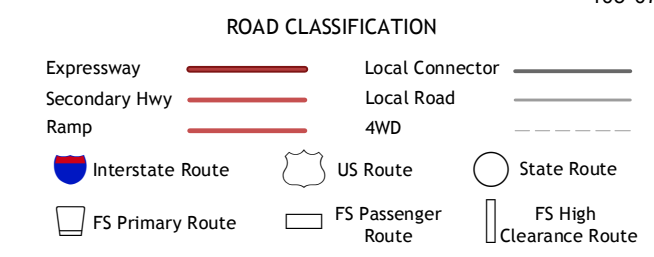 ROAD CLASSIFICATION
Expressway
Local Connector
Secondary Hwy
Local Road
Ramp
4WD
Interstate Route
US Route
State Route
FS Primary Route
FS Passenger
Route
FS High
Clearance Route